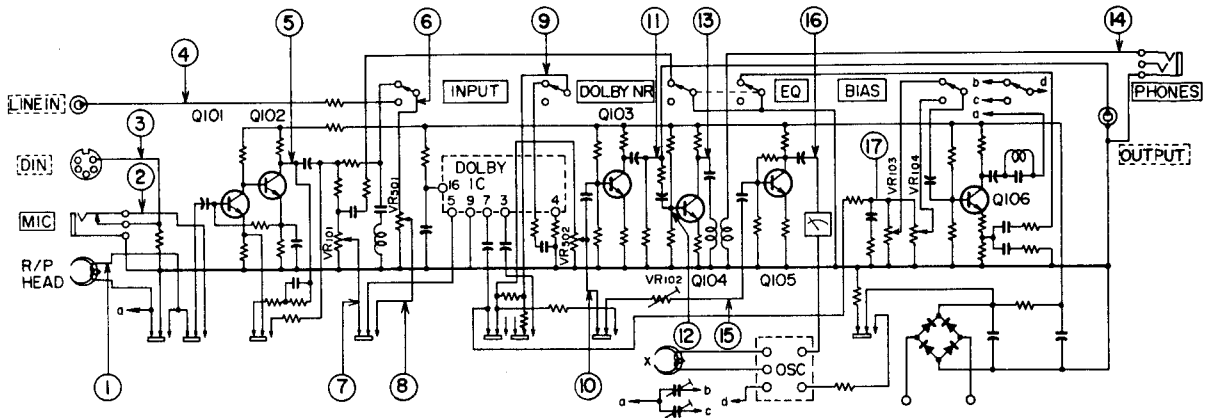 4 5 6 9 11 13 16 14
LINE IN INPUT DOLBY NR EQ BIAS b d PHONES
c
a
3 Q101 Q102 Q103
DIN 2 DOLBY IC 17 OUTPUT
16
5 9 7 3 4
VR501 VR103 VR104 Q106
MIC
VR101 VR502
R/P HEAD
VR102 Q104 Q105
a
10 12 15
1 7 8
X OSC
a b d
c